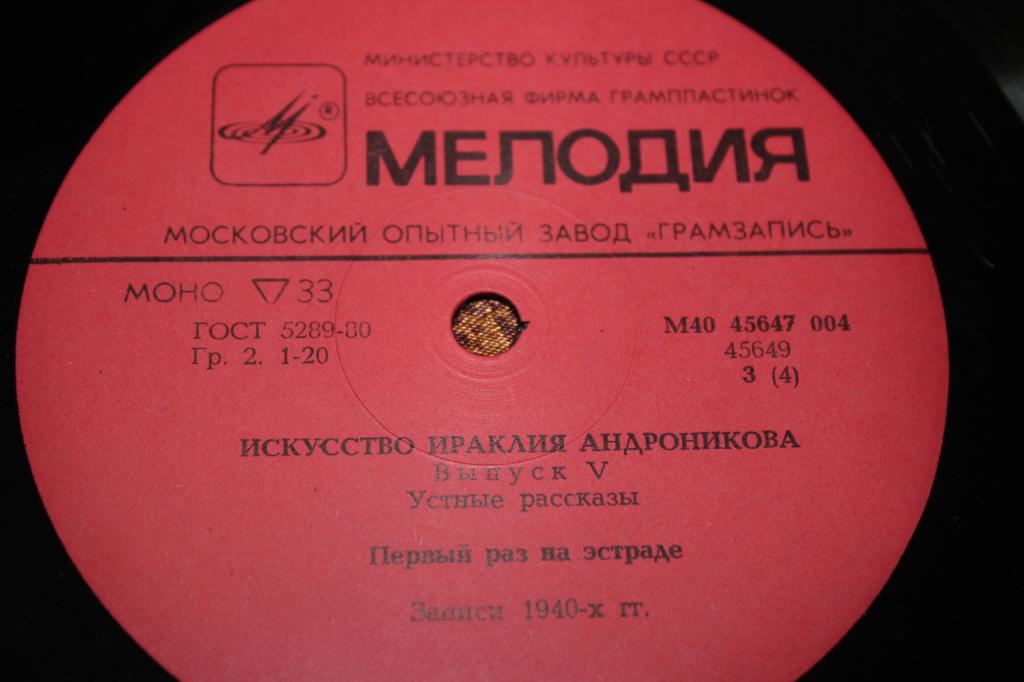 МИНИСТЕРСТВО КУЛЬТУРЫ СССР
ВСЕСОЮЗНАЯ ФИРМА ГРАМПЛАСТИНОК
®
МЕЛОДИЯ
МОСКОВСКИЙ ОПЫТНЫЙ ЗАВОД «ГРАМЗАПИСЬ»
МОНО ▽ 33
ГОСТ 5289-80
Гр. 2. 1-20
М40 45647 004
45649
3 (4)
ИСКУССТВО ИРАКЛИЯ АНДРОНИКОВА
Выпуск V
Устные рассказы
Первый раз на эстраде
Записи 1940-х гг.